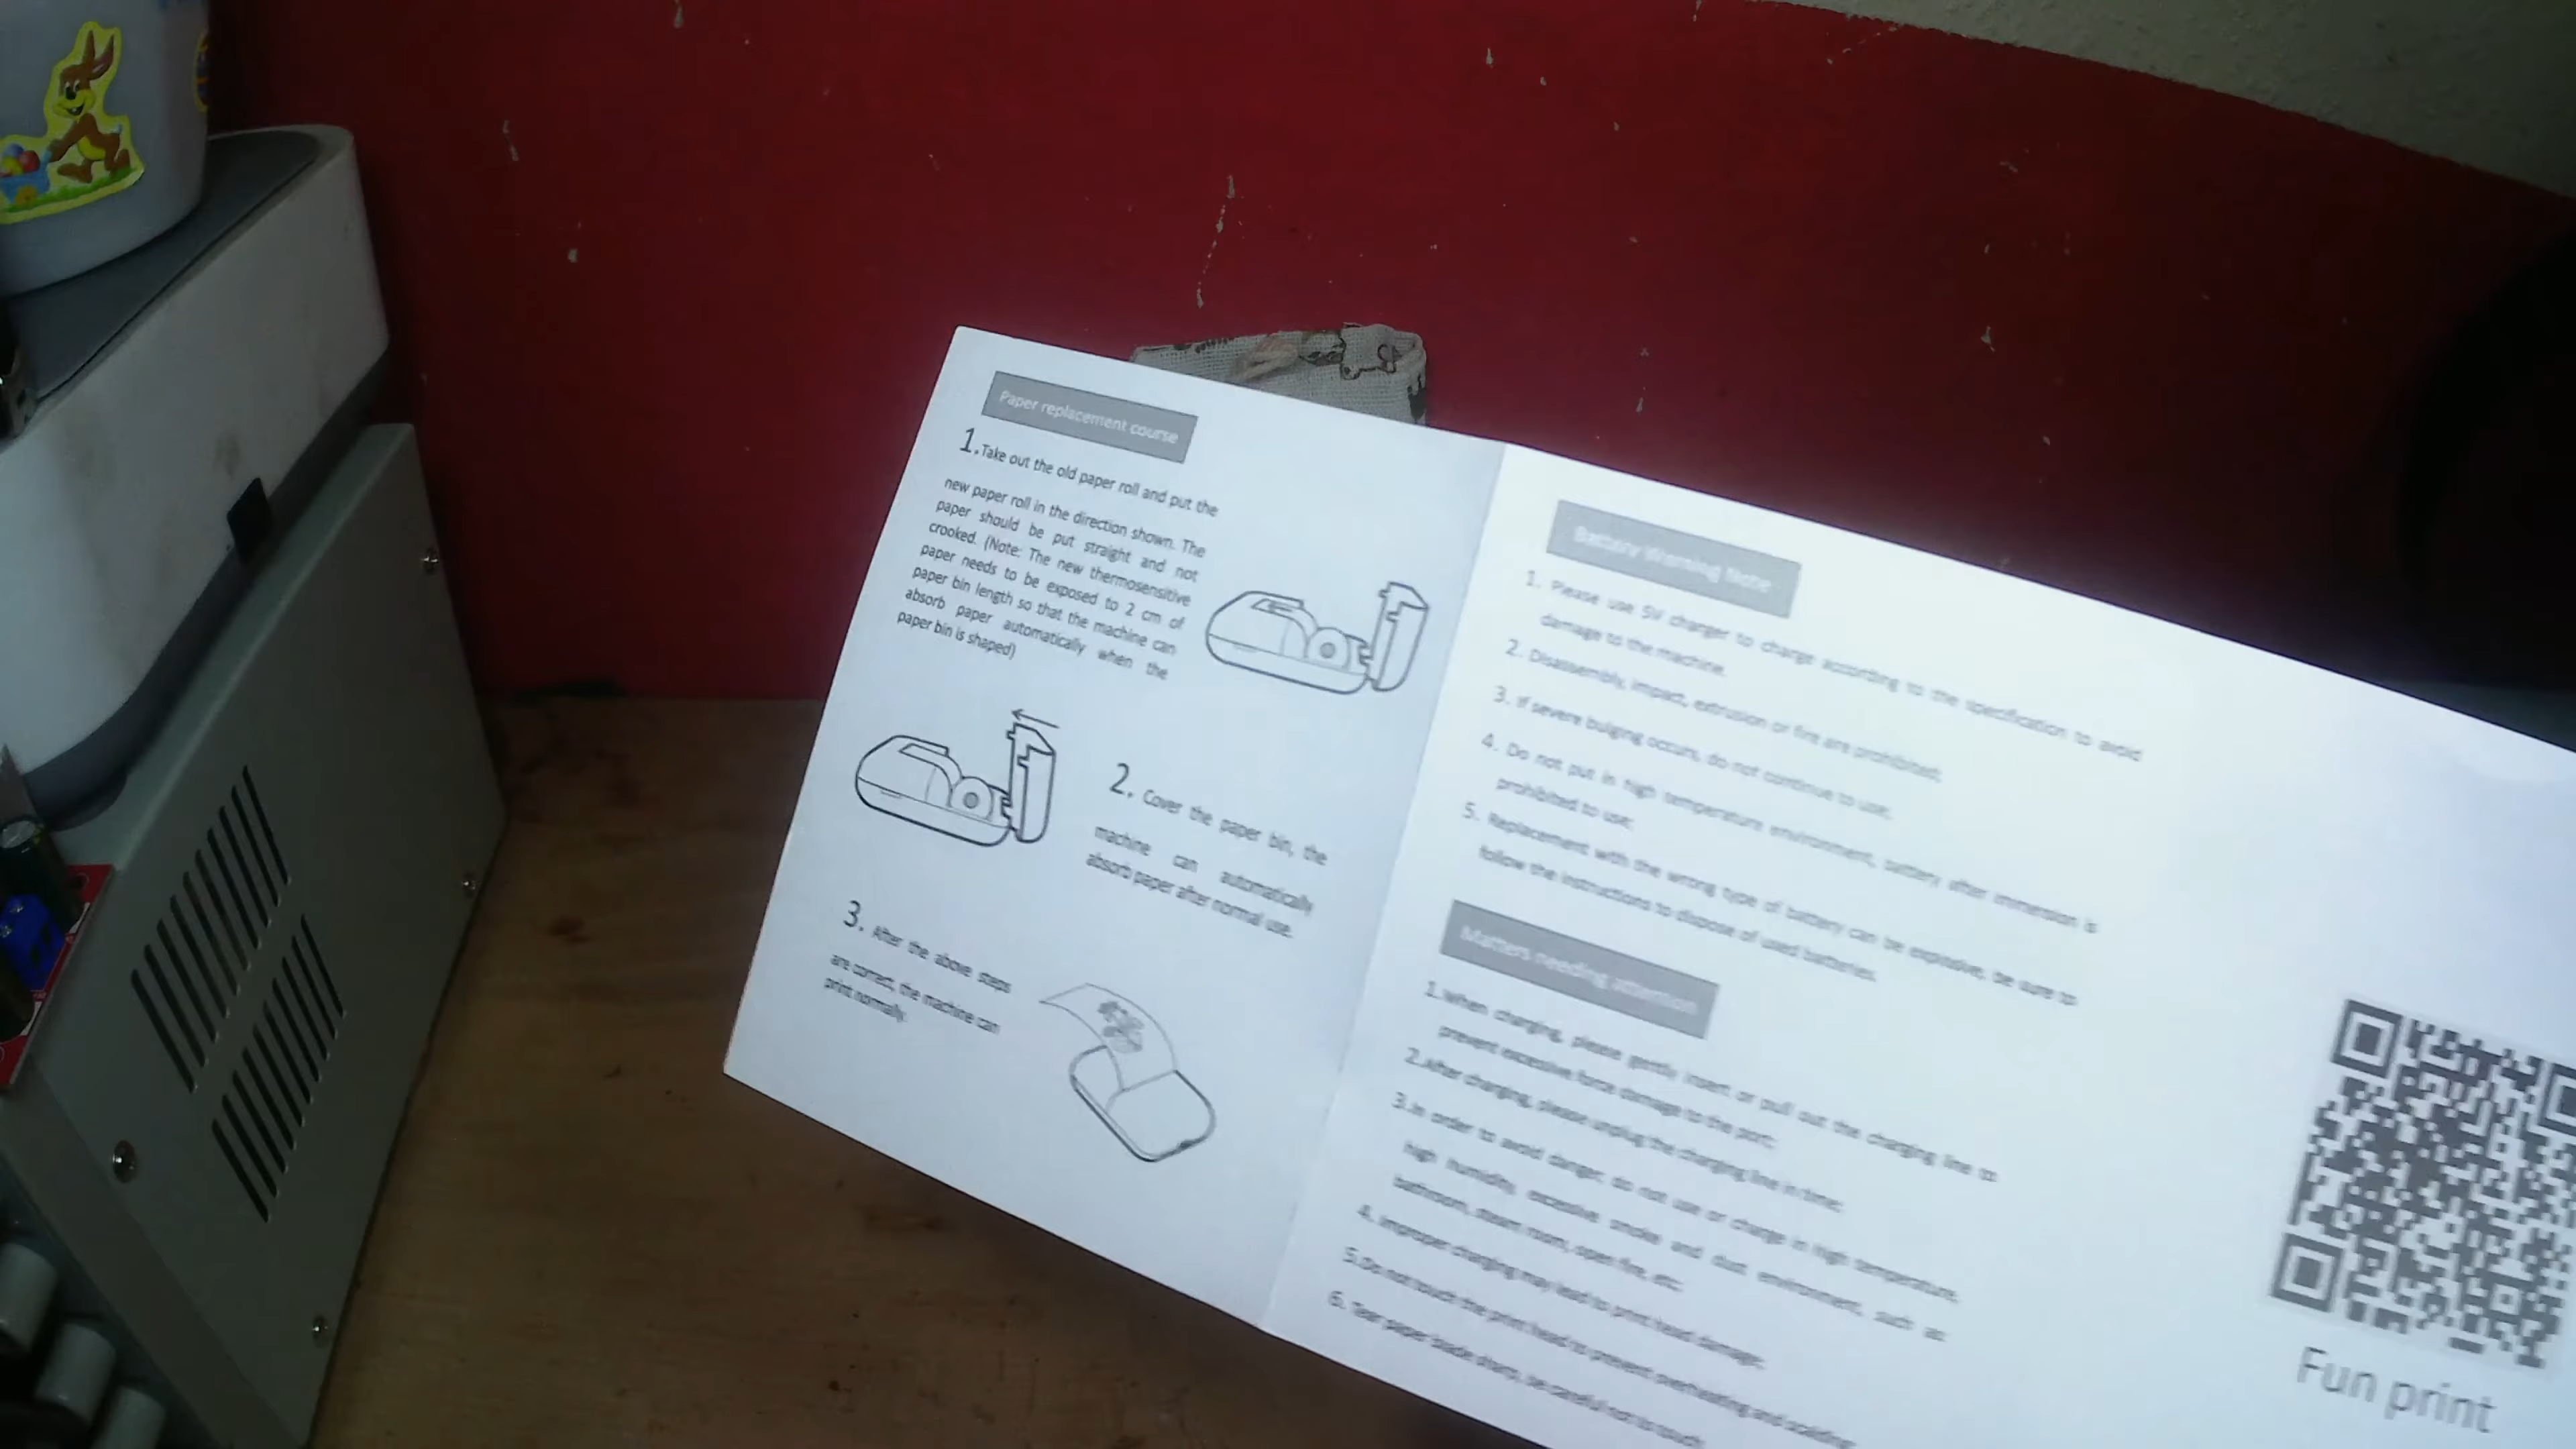 Paper replacement course
1. Take out the old paper roll and put the
new paper roll in the direction shown. The
paper should be put straight and not
crooked. (Note: The new thermosensitive
paper needs to be exposed to 2 cm of
paper bin length so that the machine can
absorb paper automatically when the
paper bin is shaped)
2. Cover the paper bin, the
machine can automatically
absorb paper after normal use.
3. After the above steps
are correct, the machine can
print normally.
Battery Warning Note
1. Please use 5V charger to charge according to the specification to avoid
damage to the machine.
2. Disassembly, impact, extrusion or fire are prohibited;
3. If severe bulging occurs, do not continue to use;
4. Do not put in high temperature environment, battery after immersion is
prohibited to use;
5. Replacement with the wrong type of battery can be explosive, be sure to
follow the instructions to dispose of used batteries.
Matters needing attention
1.When charging, please gently insert or pull out the charging line to
prevent excessive force damage to the port;
2.After charging, please unplug the charging line in time;
3.In order to avoid danger, do not use or charge in high temperature,
high humidity, excessive smoke and dust environment, such as:
bathroom, steam room, open fire, etc;
4. Improper charging may lead to print head damage;
5.Do not touch the print head to prevent overheating and scalding
6. Tear paper blade sharp, be careful not to touch
Fun print